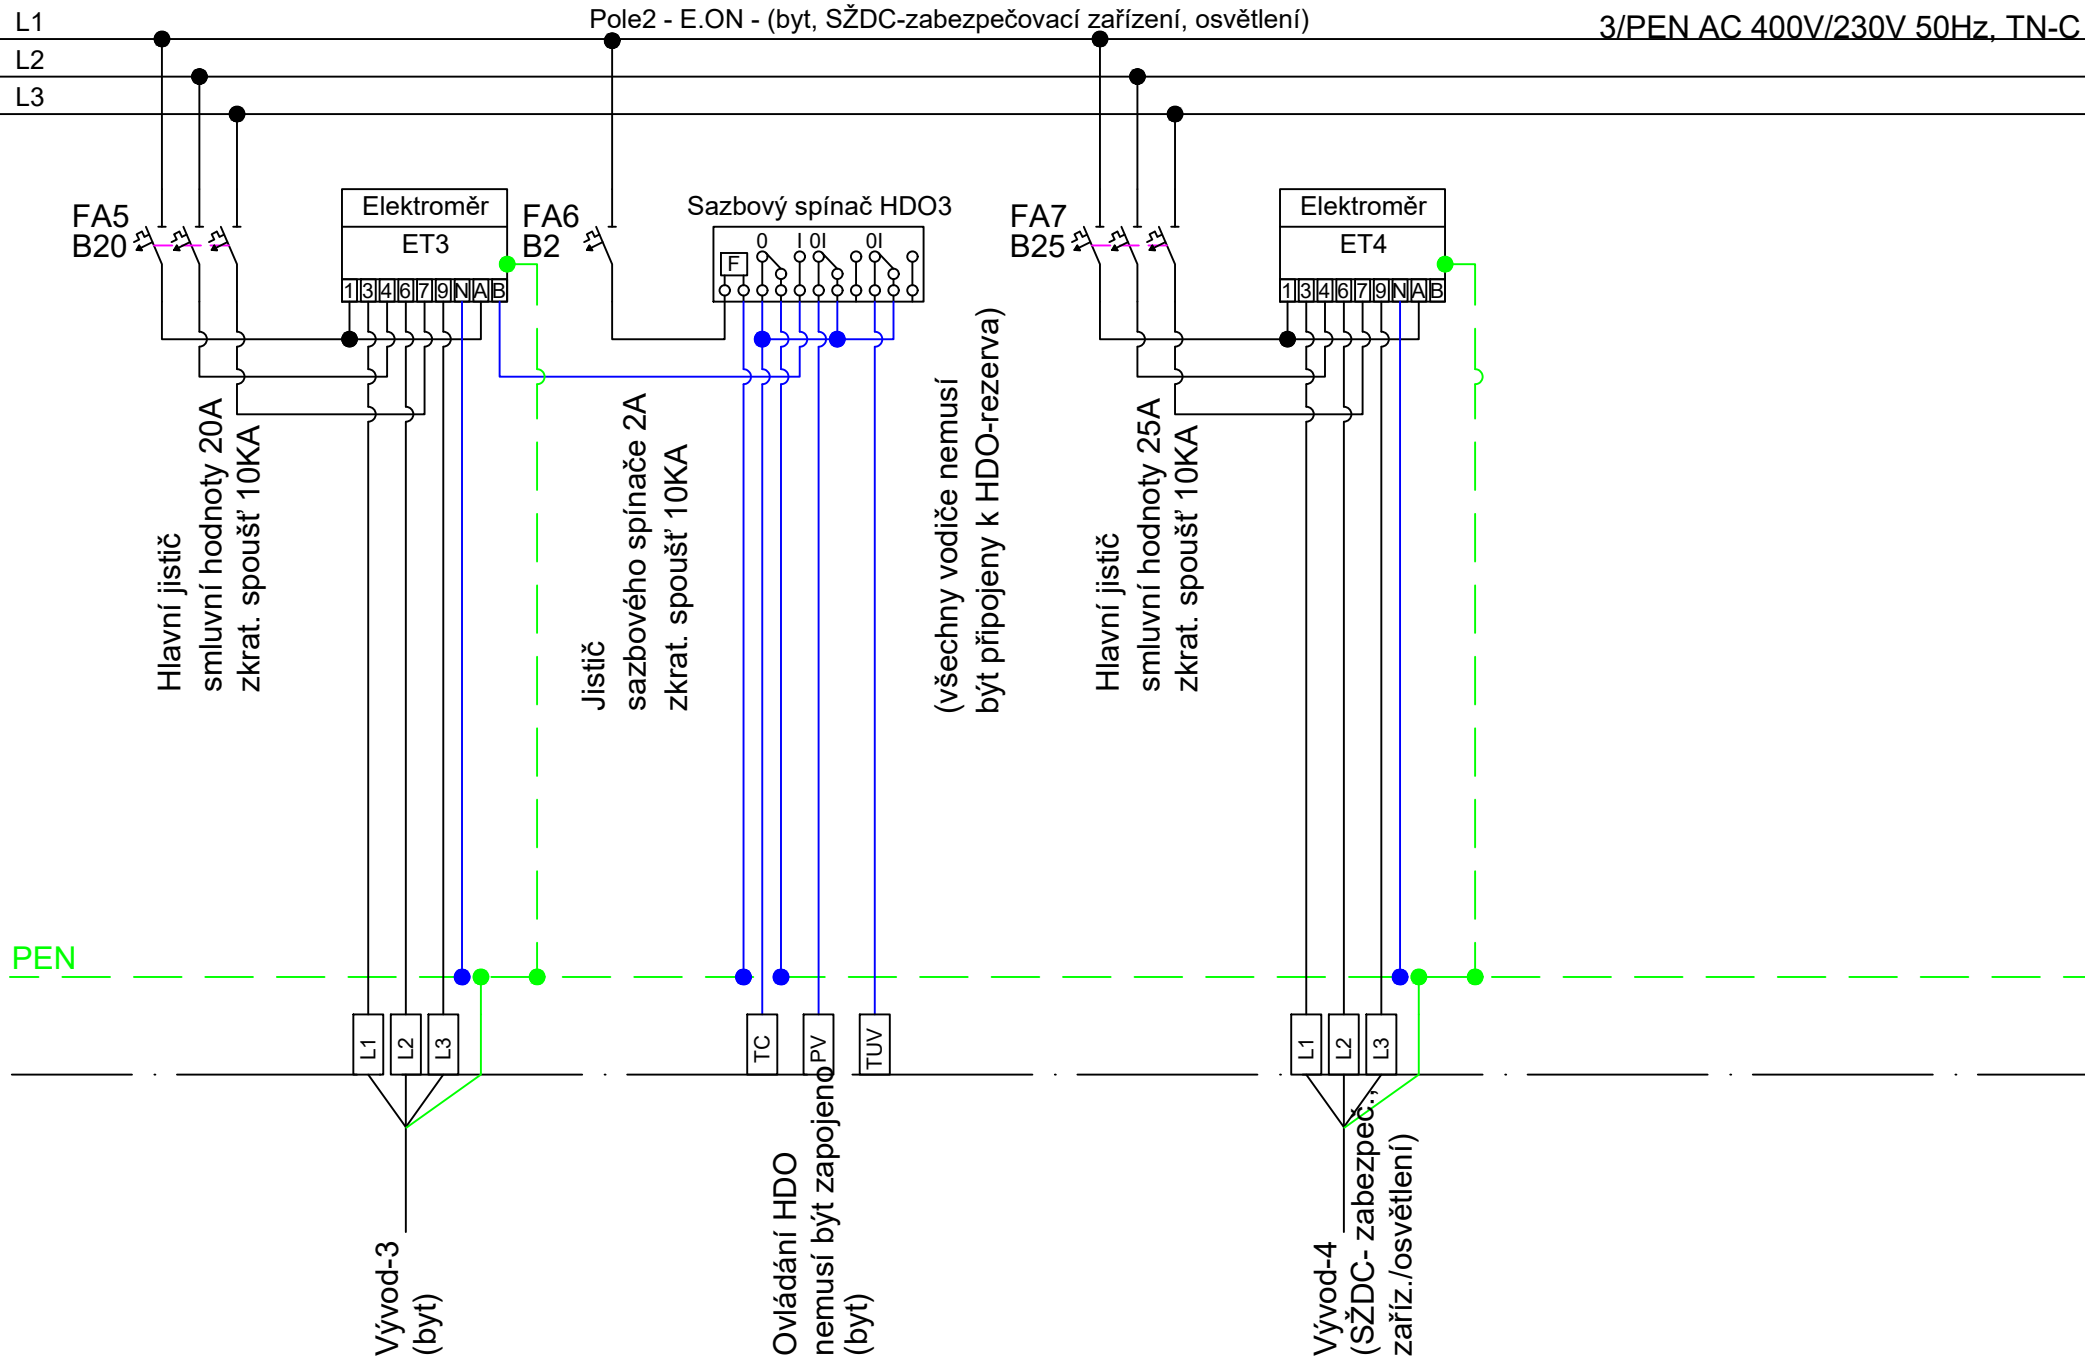 L1
Pole2 - E.ON - (byt, SŽDC-zabezpečovací zařízení, osvětlení)
3/PEN AC 400V/230V 50Hz, TN-C
L2
L3
FA5
B20
Elektroměr
ET3
1 3 4 6 7 9 N A B
FA6
B2
Sazbový spínač HDO3
0 I 0I 0I
F
FA7
B25
Elektroměr
ET4
1 3 4 6 7 9 N A B
Hlavní jistič
smluvní hodnoty 20A
zkrat. spoušť 10KA
Jistič
sazbového spínače 2A
zkrat. spoušť 10KA
(všechny vodiče nemusí
být připojeny k HDO-rezerva)
Hlavní jistič
smluvní hodnoty 25A
zkrat. spoušť 10KA
PEN
L1
L2
L3
TC
PV
TUV
L1
L2
L3
Vývod-3
(byt)
Ovládání HDO
nemusí být zapojeno
(byt)
Vývod-4
(SŽDC- zabezpeč.,
zaříz./osvětlení)